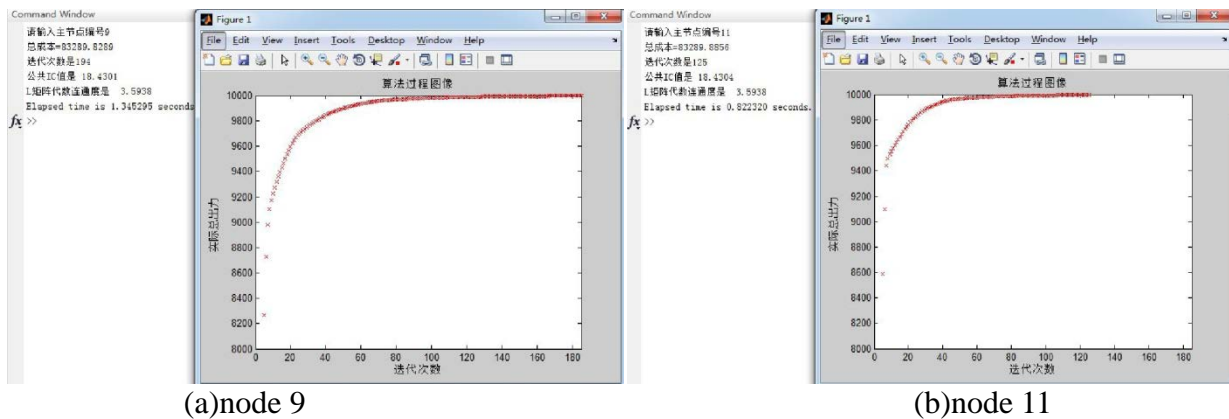 Command Window
请输入主节点编号9
总成本=83289.8289
迭代次数是194
公共IC值是 18.4301
L矩阵代数连通度是 3.5938
Elapsed time is 1.345295 seconds
fx >>
Figure 1
File Edit View Insert Tools Desktop Window Help
算法过程图像
实际总出力
10000
9800
9600
9400
9200
9000
8800
8600
8400
8200
8000
0 20 40 60 80 100 120 140 160 180
迭代次数
(a)node 9
Command Window
请输入主节点编号11
总成本=83289.8856
迭代次数是125
公共IC值是 18.4304
L矩阵代数连通度是 3.5938
Elapsed time is 0.822320 seconds.
fx >>
Figure 1
File Edit View Insert Tools Desktop Window Help
算法过程图像
实际总出力
10000
9800
9600
9400
9200
9000
8800
8600
8400
8200
8000
0 20 40 60 80 100 120 140 160 180
迭代次数
(b)node 11